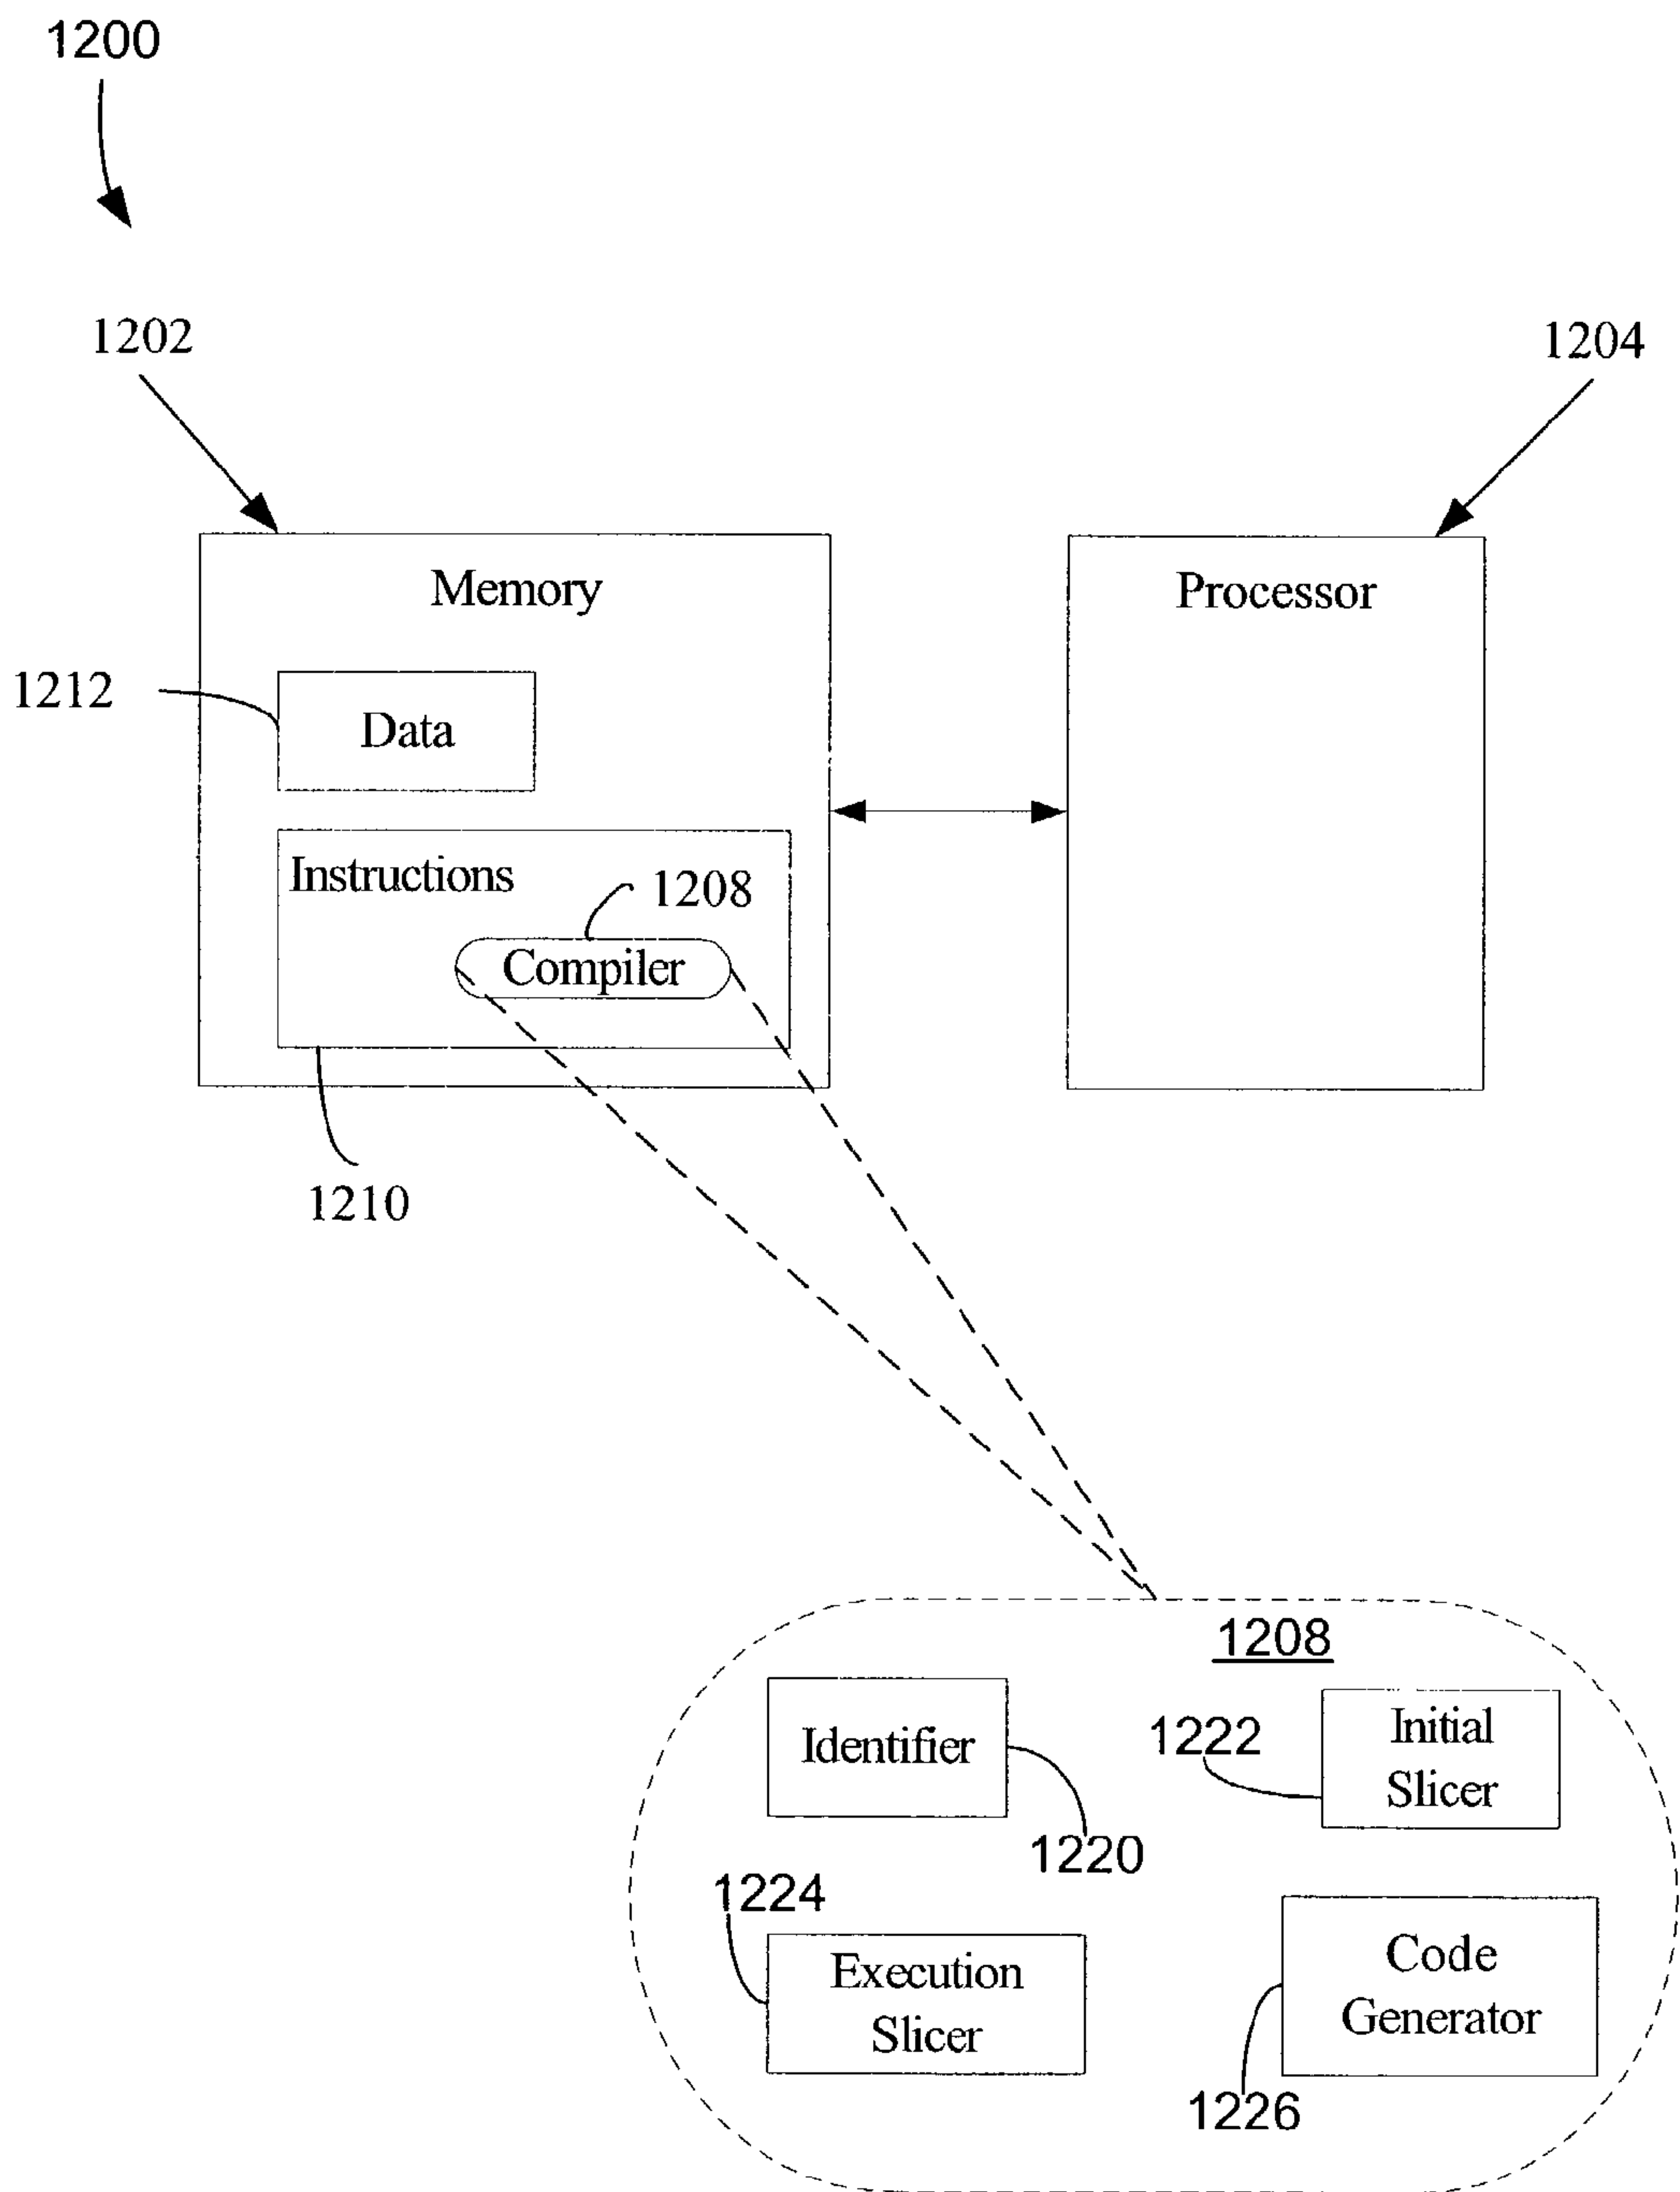 1200
1202
1204
Memory
Processor
1212
Data
Instructions
1208
Compiler
1210
1208
Identifier
1222
Initial
Slicer
1220
1224
Execution
Slicer
Code
Generator
1226